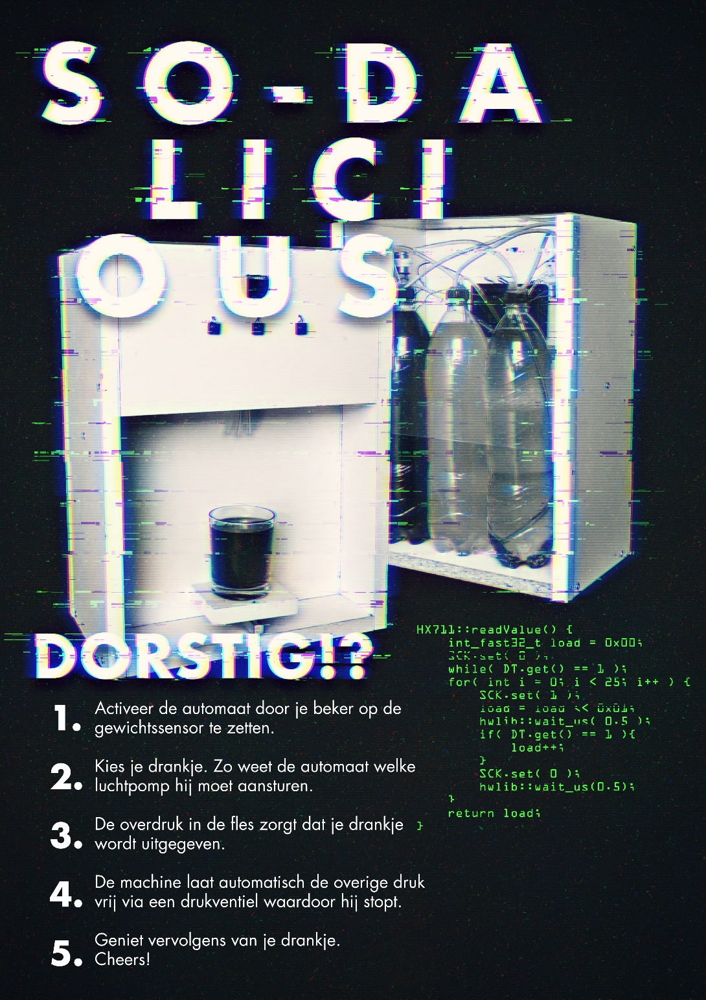 SO-DA
LICI
OUS
DORSTIG!?
1. Activeer de automaat door je beker op de
gewichtssensor te zetten.
2. Kies je drankje. Zo weet de automaat welke
luchtpomp hij moet aansturen.
3. De overdruk in de fles zorgt dat je drankje
wordt uitgegeven.
4. De machine laat automatisch de overige druk
vrij via een drukventiel waardoor hij stopt.
5. Geniet vervolgens van je drankje.
Cheers!
HX711::readValue() {
int_fast32_t load = 0x00;
SCK.set( 0 );
while( DT.get() == 1 );
for( int i = 0; i < 25; i++ ) {
SCK.set( 1 );
load = load << 0x01;
hwlib::wait_us( 0.5 );
if( DT.get() == 1 ){
load++;
}
SCK.set( 0 );
hwlib::wait_us(0.5);
}
return load;
}